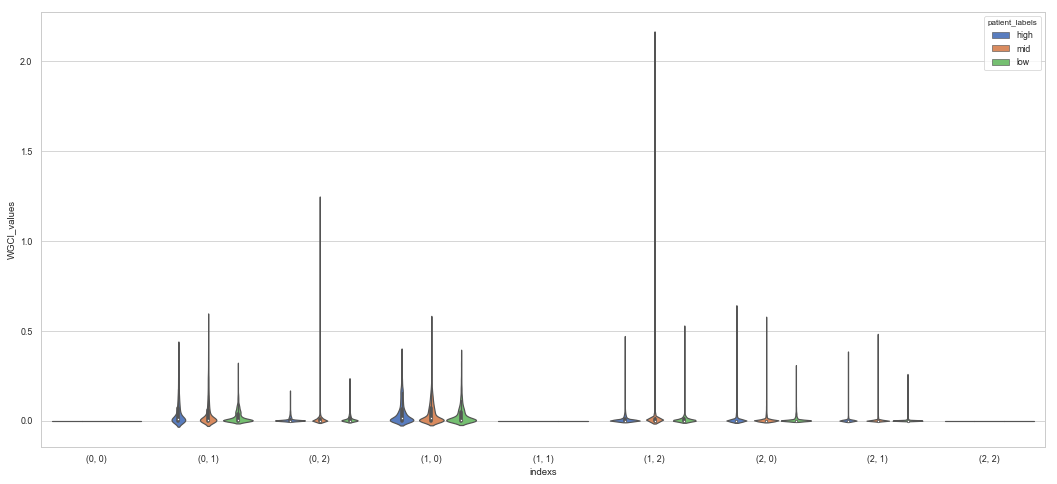 patient_labels
high
mid
low
2.0
1.5
1.0
0.5
0.0
WGCI_values
(0, 0) (0, 1) (0, 2) (1, 0) (1, 1) (1, 2) (2, 0) (2, 1) (2, 2)
indexs